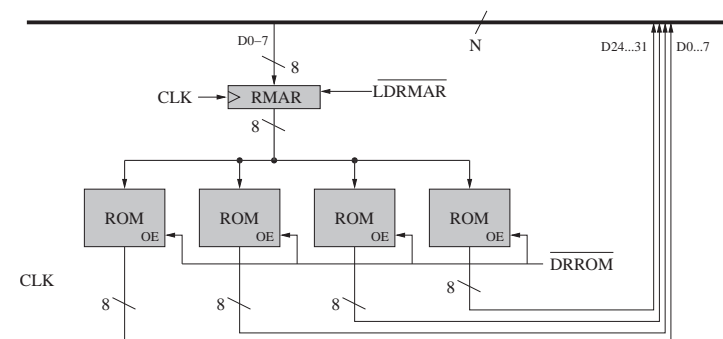 D0–7
N
D24...31
D0...7
8
CLK
RMAR
LDRMAR
8
ROM
ROM
ROM
ROM
OE
OE
OE
OE
DRROM
CLK
8
8
8
8